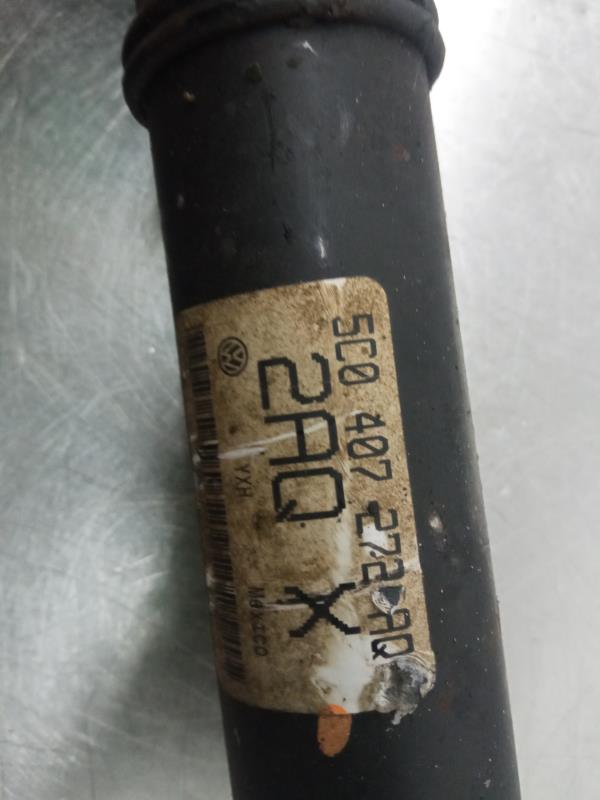 5C0 407 272 AQ
2AQ X
YXH Mexico